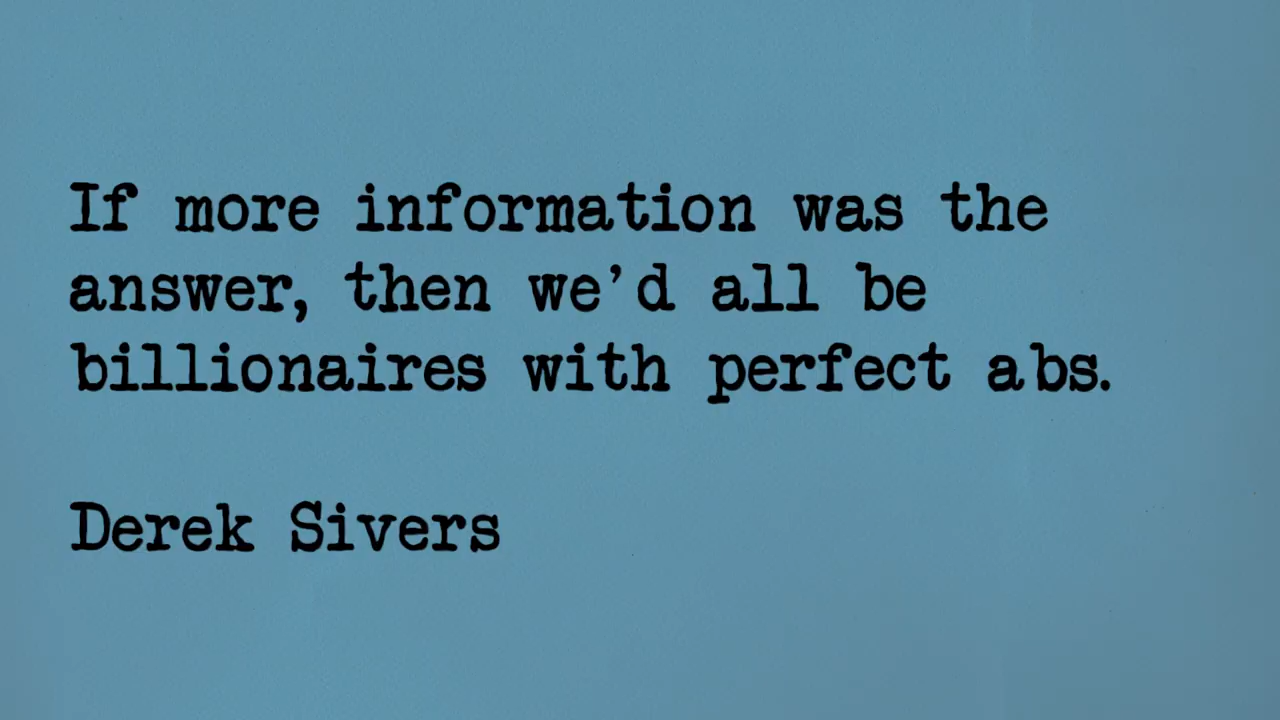 If more information was the
answer, then we’d all be
billionaires with perfect abs.
Derek Sivers